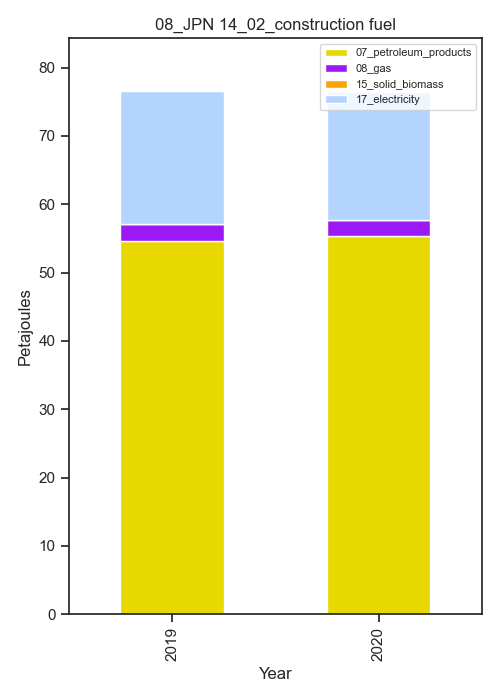 08_JPN 14_02_construction fuel
07_petroleum_products
08_gas
15_solid_biomass
17_electricity
80
70
60
50
40
30
20
10
0
Petajoules
2019
2020
Year